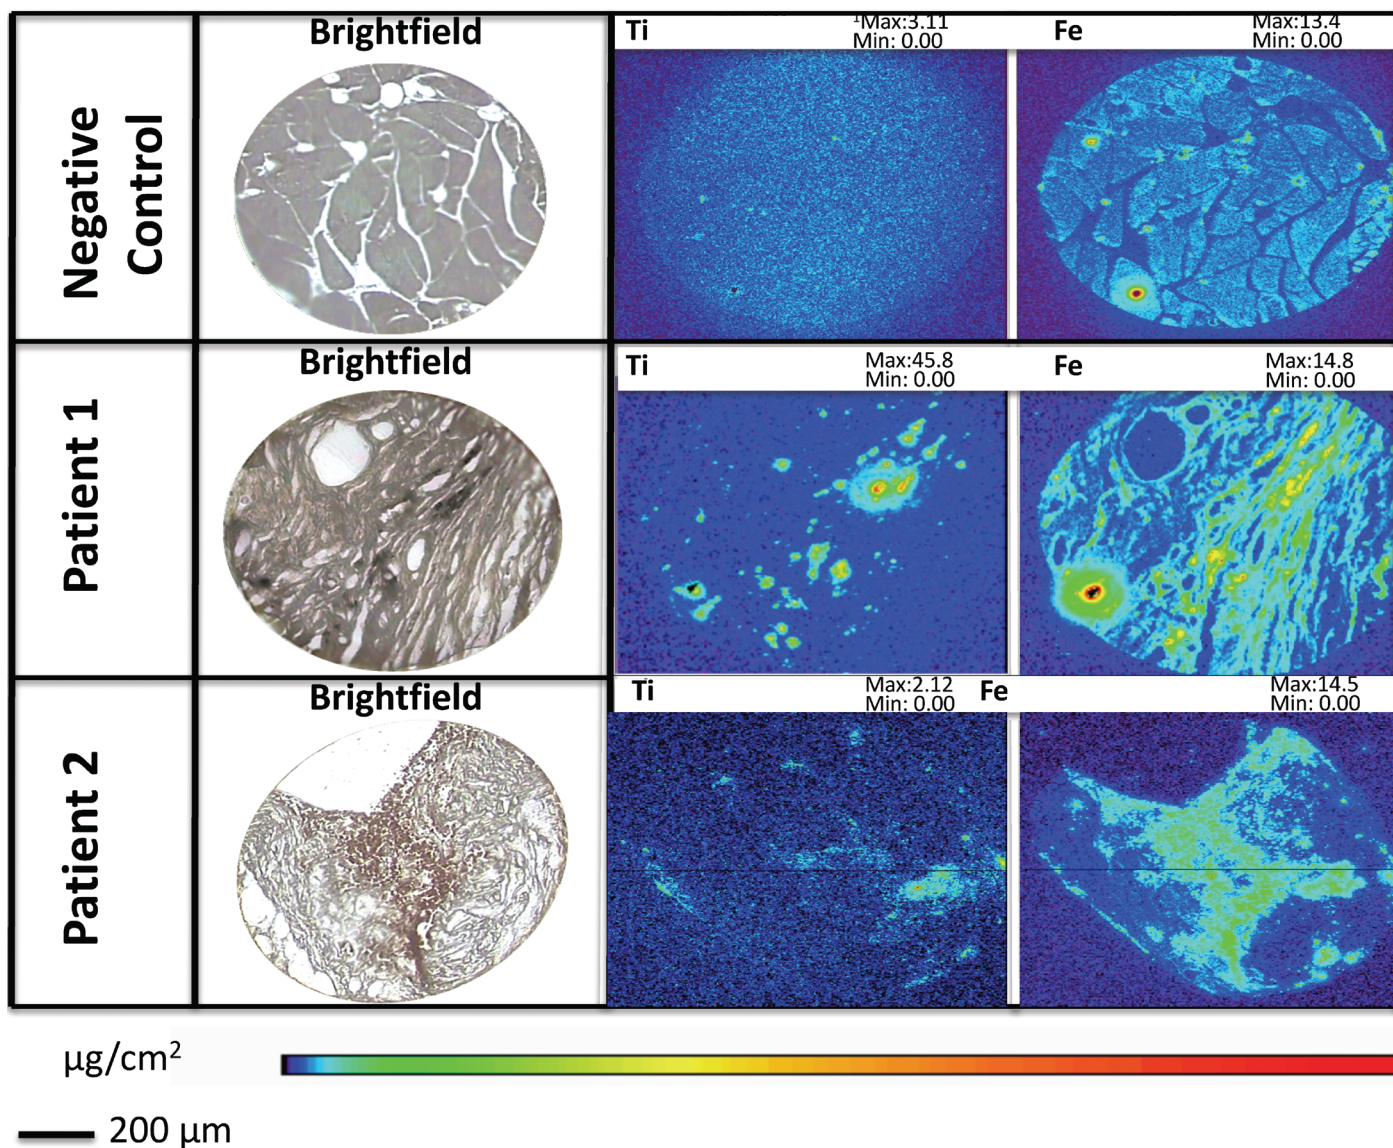 Brightfield
Ti
¹Max:3.11
Min: 0.00
Fe
Max:13.4
Min: 0.00
Negative
Control
Brightfield
Ti
Max:45.8
Min: 0.00
Fe
Max:14.8
Min: 0.00
Patient 1
Brightfield
Ti
Max:2.12
Min: 0.00
Fe
Max:14.5
Min: 0.00
Patient 2
µg/cm²
200 µm